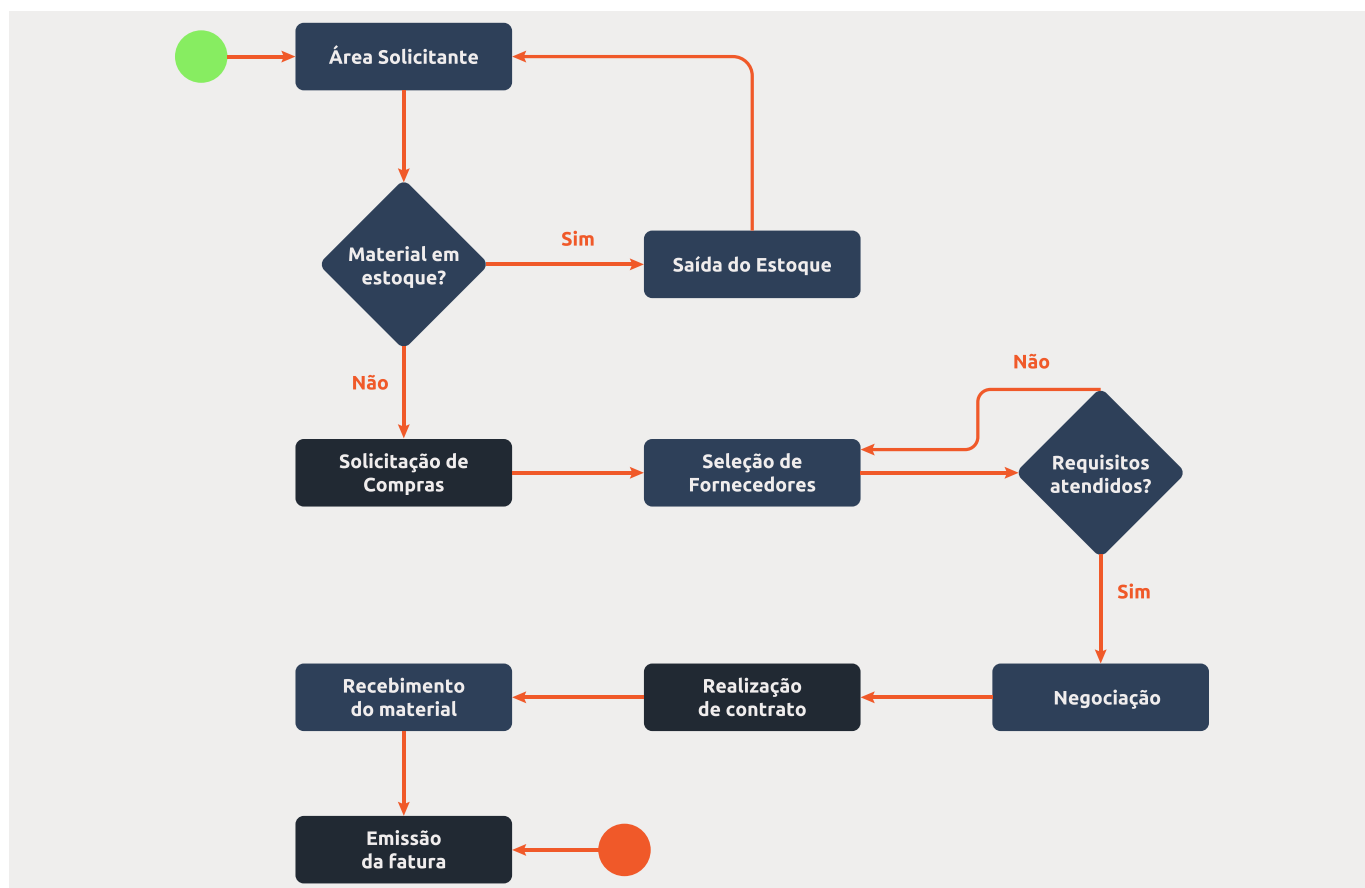 Área Solicitante
Material em
estoque?
Sim
Saída do Estoque
Não
Solicitação de
Compras
Seleção de
Fornecedores
Não
Requisitos
atendidos?
Sim
Negociação
Realização
de contrato
Recebimento
do material
Emissão
da fatura